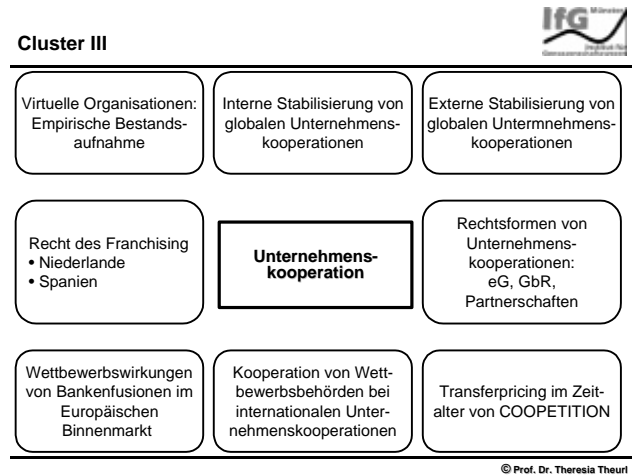 IfG Münster
Institut für
Genossenschaftswesen
Cluster III
Virtuelle Organisationen:
Empirische Bestands-
aufnahme
Interne Stabilisierung von
globalen Unternehmens-
kooperationen
Externe Stabilisierung von
globalen Untermnehmens-
kooperationen
Recht des Franchising
• Niederlande
• Spanien
Unternehmens-
kooperation
Rechtsformen von
Unternehmens-
kooperationen:
eG, GbR,
Partnerschaften
Wettbewerbswirkungen
von Bankenfusionen im
Europäischen
Binnenmarkt
Kooperation von Wett-
bewerbsbehörden bei
internationalen Unter-
nehmenskooperationen
Transferpricing im Zeit-
alter von COOPETITION
© Prof. Dr. Theresia Theurl